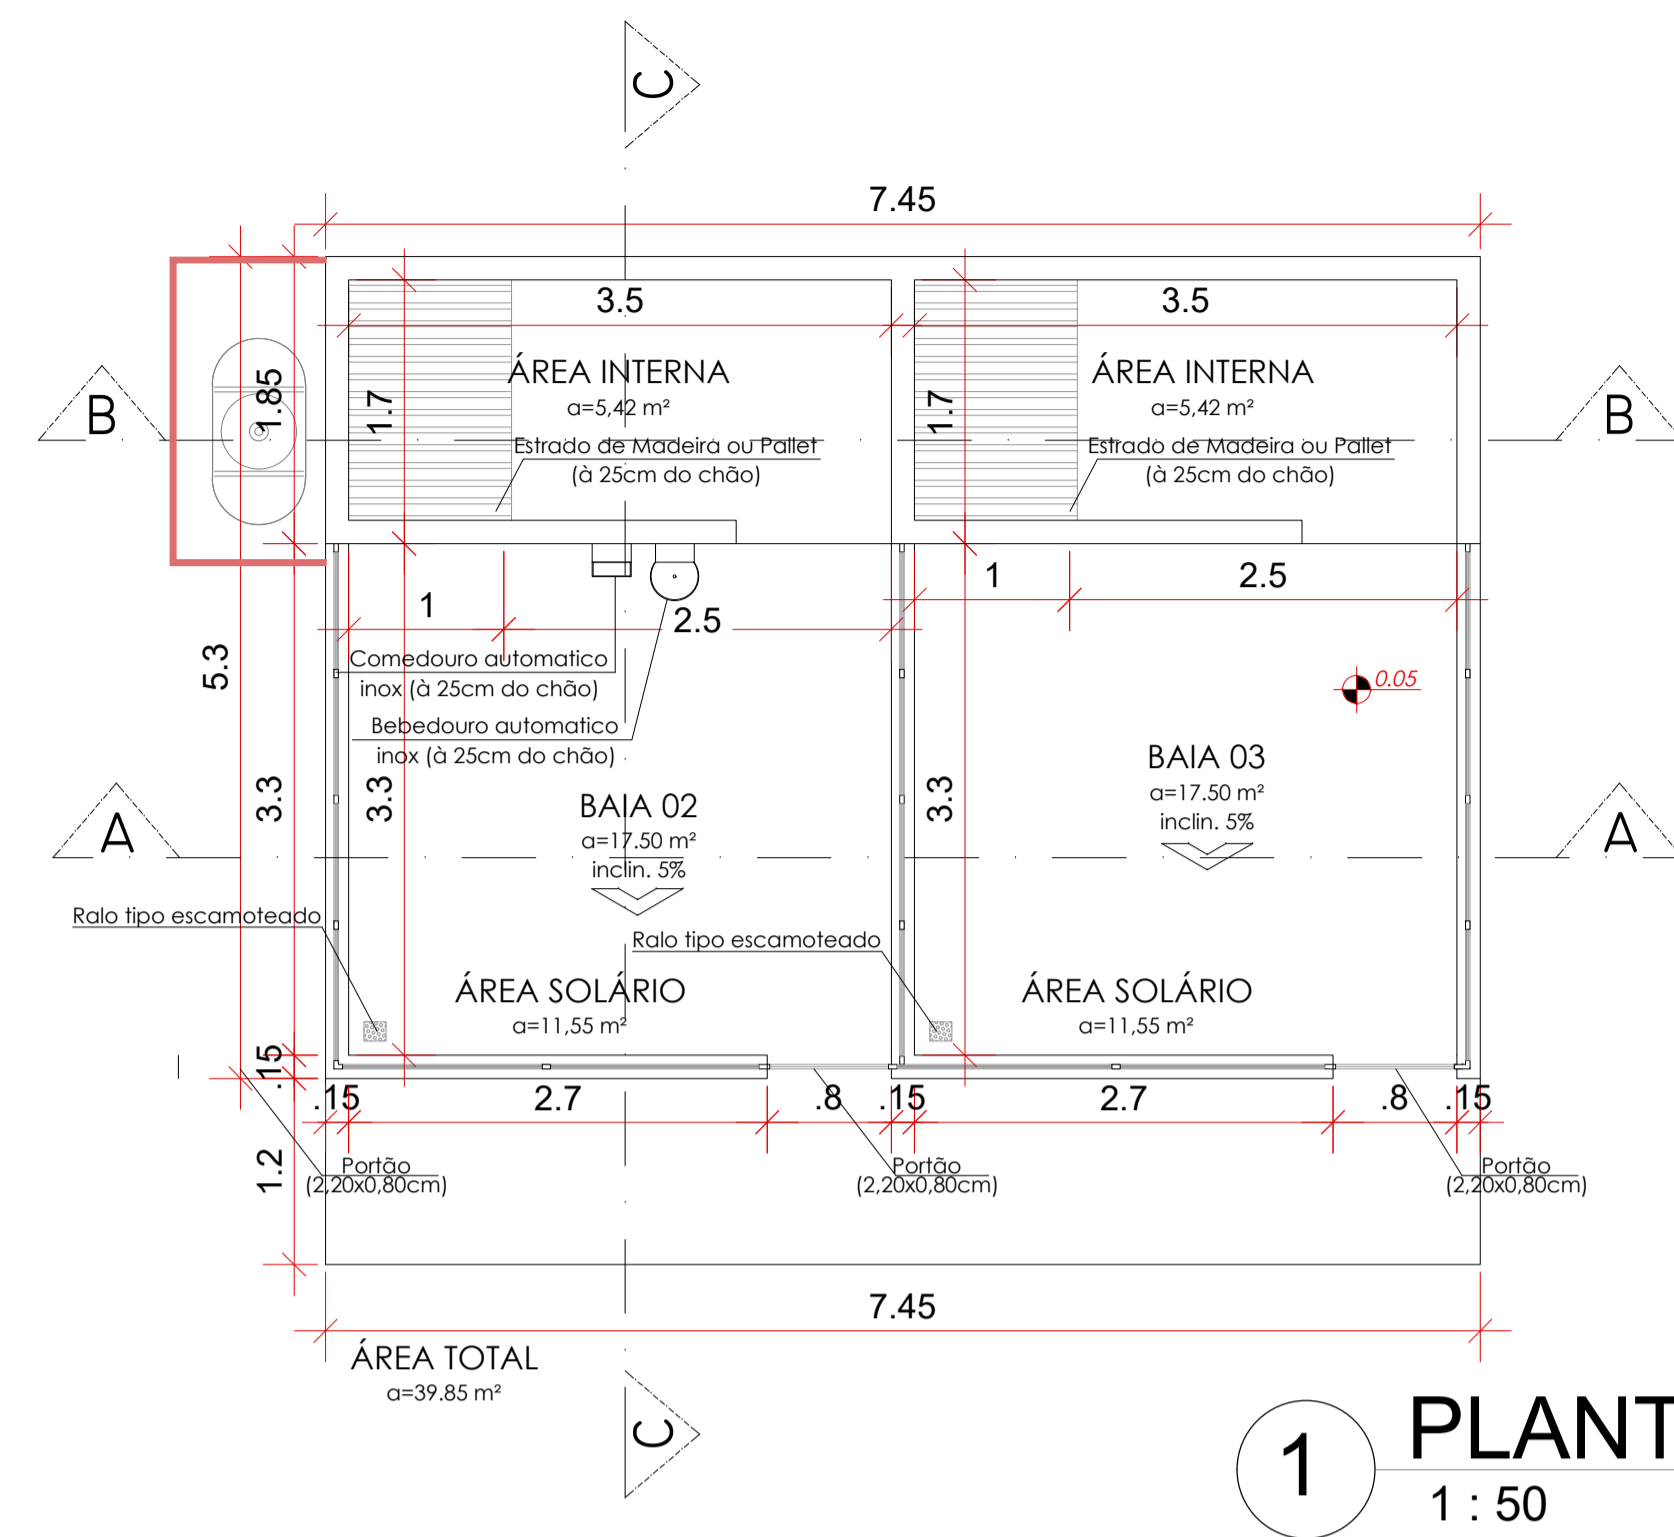 C
7.45
3.5
3.5
ÁREA INTERNA
a=5,42 m²
ÁREA INTERNA
a=5,42 m²
1.85
1.7
1.7
B
B
Estrado de Madeira ou Pallet
(à 25cm do chão)
Estrado de Madeira ou Pallet
(à 25cm do chão)
1
2.5
1
2.5
5.3
Comedouro automatico
inox (à 25cm do chão)
0.05
Bebedouro automatico
inox (à 25cm do chão)
3.3
3.3
3.3
BAIA 02
a=17.50 m²
inclin. 5%
BAIA 03
a=17.50 m²
inclin. 5%
A
A
Ralo tipo escamoteado
Ralo tipo escamoteado
ÁREA SOLÁRIO
a=11,55 m²
ÁREA SOLÁRIO
a=11,55 m²
.15
.15
2.7
.8
.15
2.7
.8
.15
1.2
Portão
(2,20x0,80cm)
Portão
(2,20x0,80cm)
Portão
(2,20x0,80cm)
7.45
ÁREA TOTAL
a=39.85 m²
C
1
PLANT
1 : 50